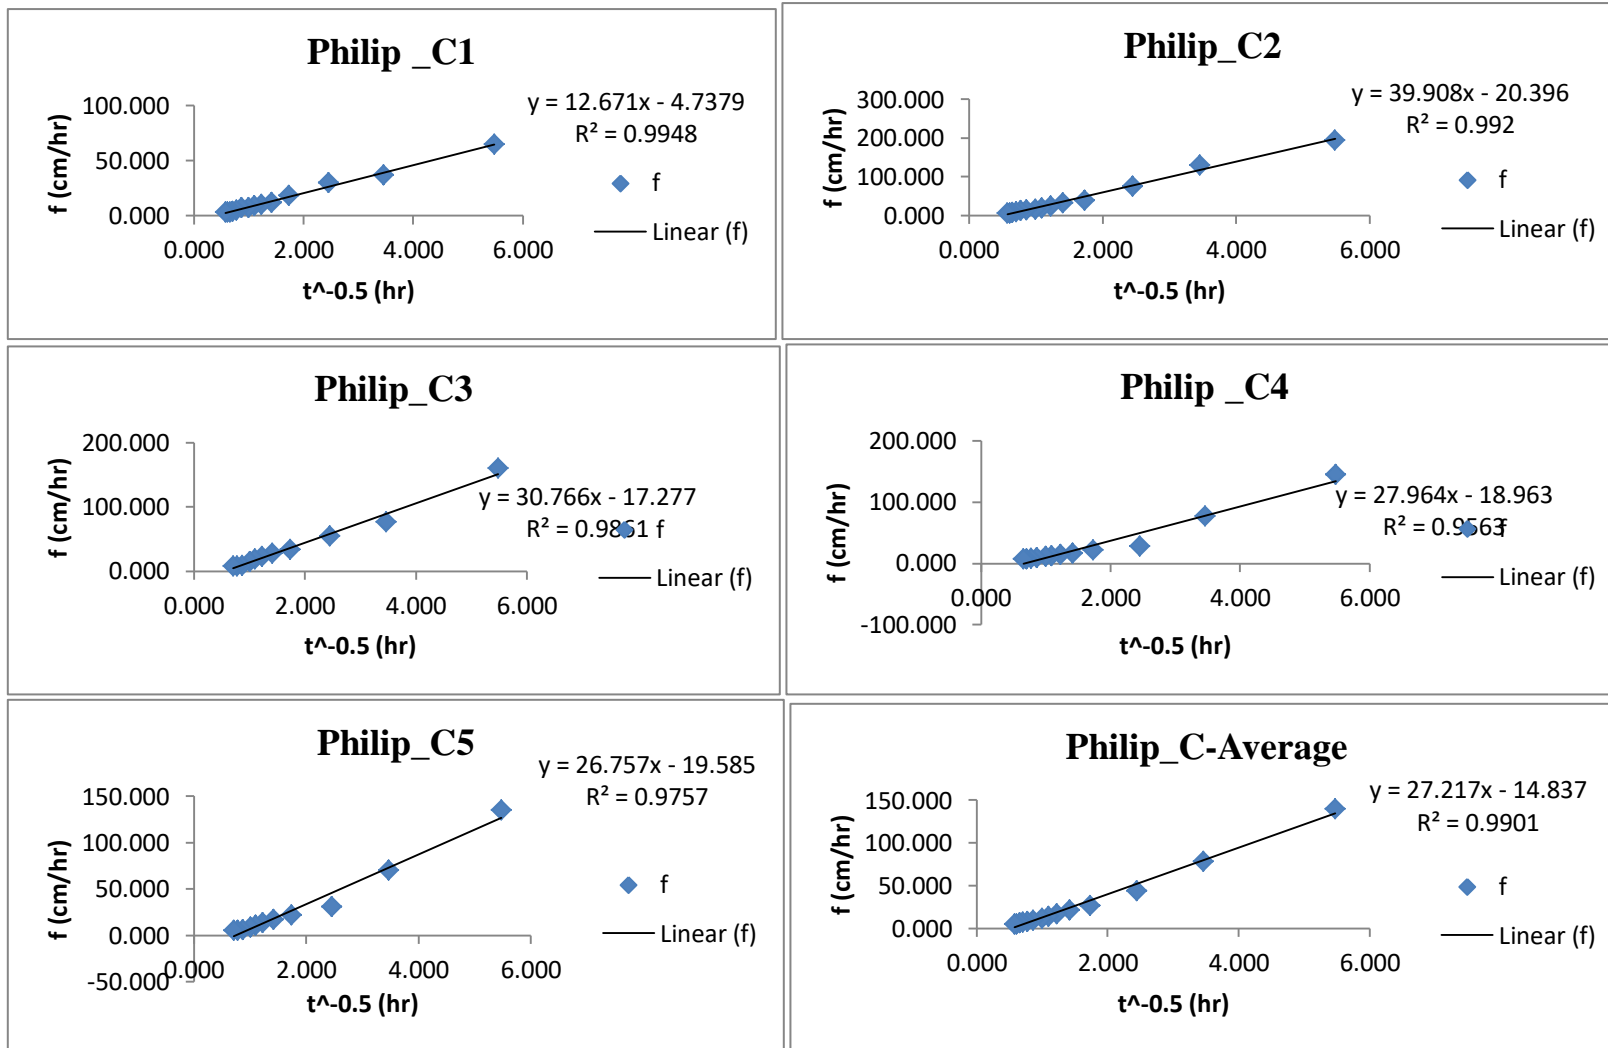 Philip _C1
y = 12.671x - 4.7379
R² = 0.9948
f (cm/hr)
100.000
50.000
0.000
0.000 2.000 4.000 6.000
t^-0.5 (hr)
f
Linear (f)
Philip_C2
y = 39.908x - 20.396
R² = 0.992
f (cm/hr)
300.000
200.000
100.000
0.000
0.000 2.000 4.000 6.000
t^-0.5 (hr)
f
Linear (f)
Philip_C3
y = 30.766x - 17.277
R² = 0.9861
f (cm/hr)
200.000
100.000
0.000
0.000 2.000 4.000 6.000
t^-0.5 (hr)
f
Linear (f)
Philip _C4
y = 27.964x - 18.963
R² = 0.9563
f (cm/hr)
200.000
100.000
0.000
-100.000
0.000 2.000 4.000 6.000
t^-0.5 (hr)
f
Linear (f)
Philip_C5
y = 26.757x - 19.585
R² = 0.9757
f (cm/hr)
150.000
100.000
50.000
0.000
-50.000
0.000 2.000 4.000 6.000
t^-0.5 (hr)
f
Linear (f)
Philip_C-Average
y = 27.217x - 14.837
R² = 0.9901
f (cm/hr)
150.000
100.000
50.000
0.000
0.000 2.000 4.000 6.000
t^-0.5 (hr)
f
Linear (f)